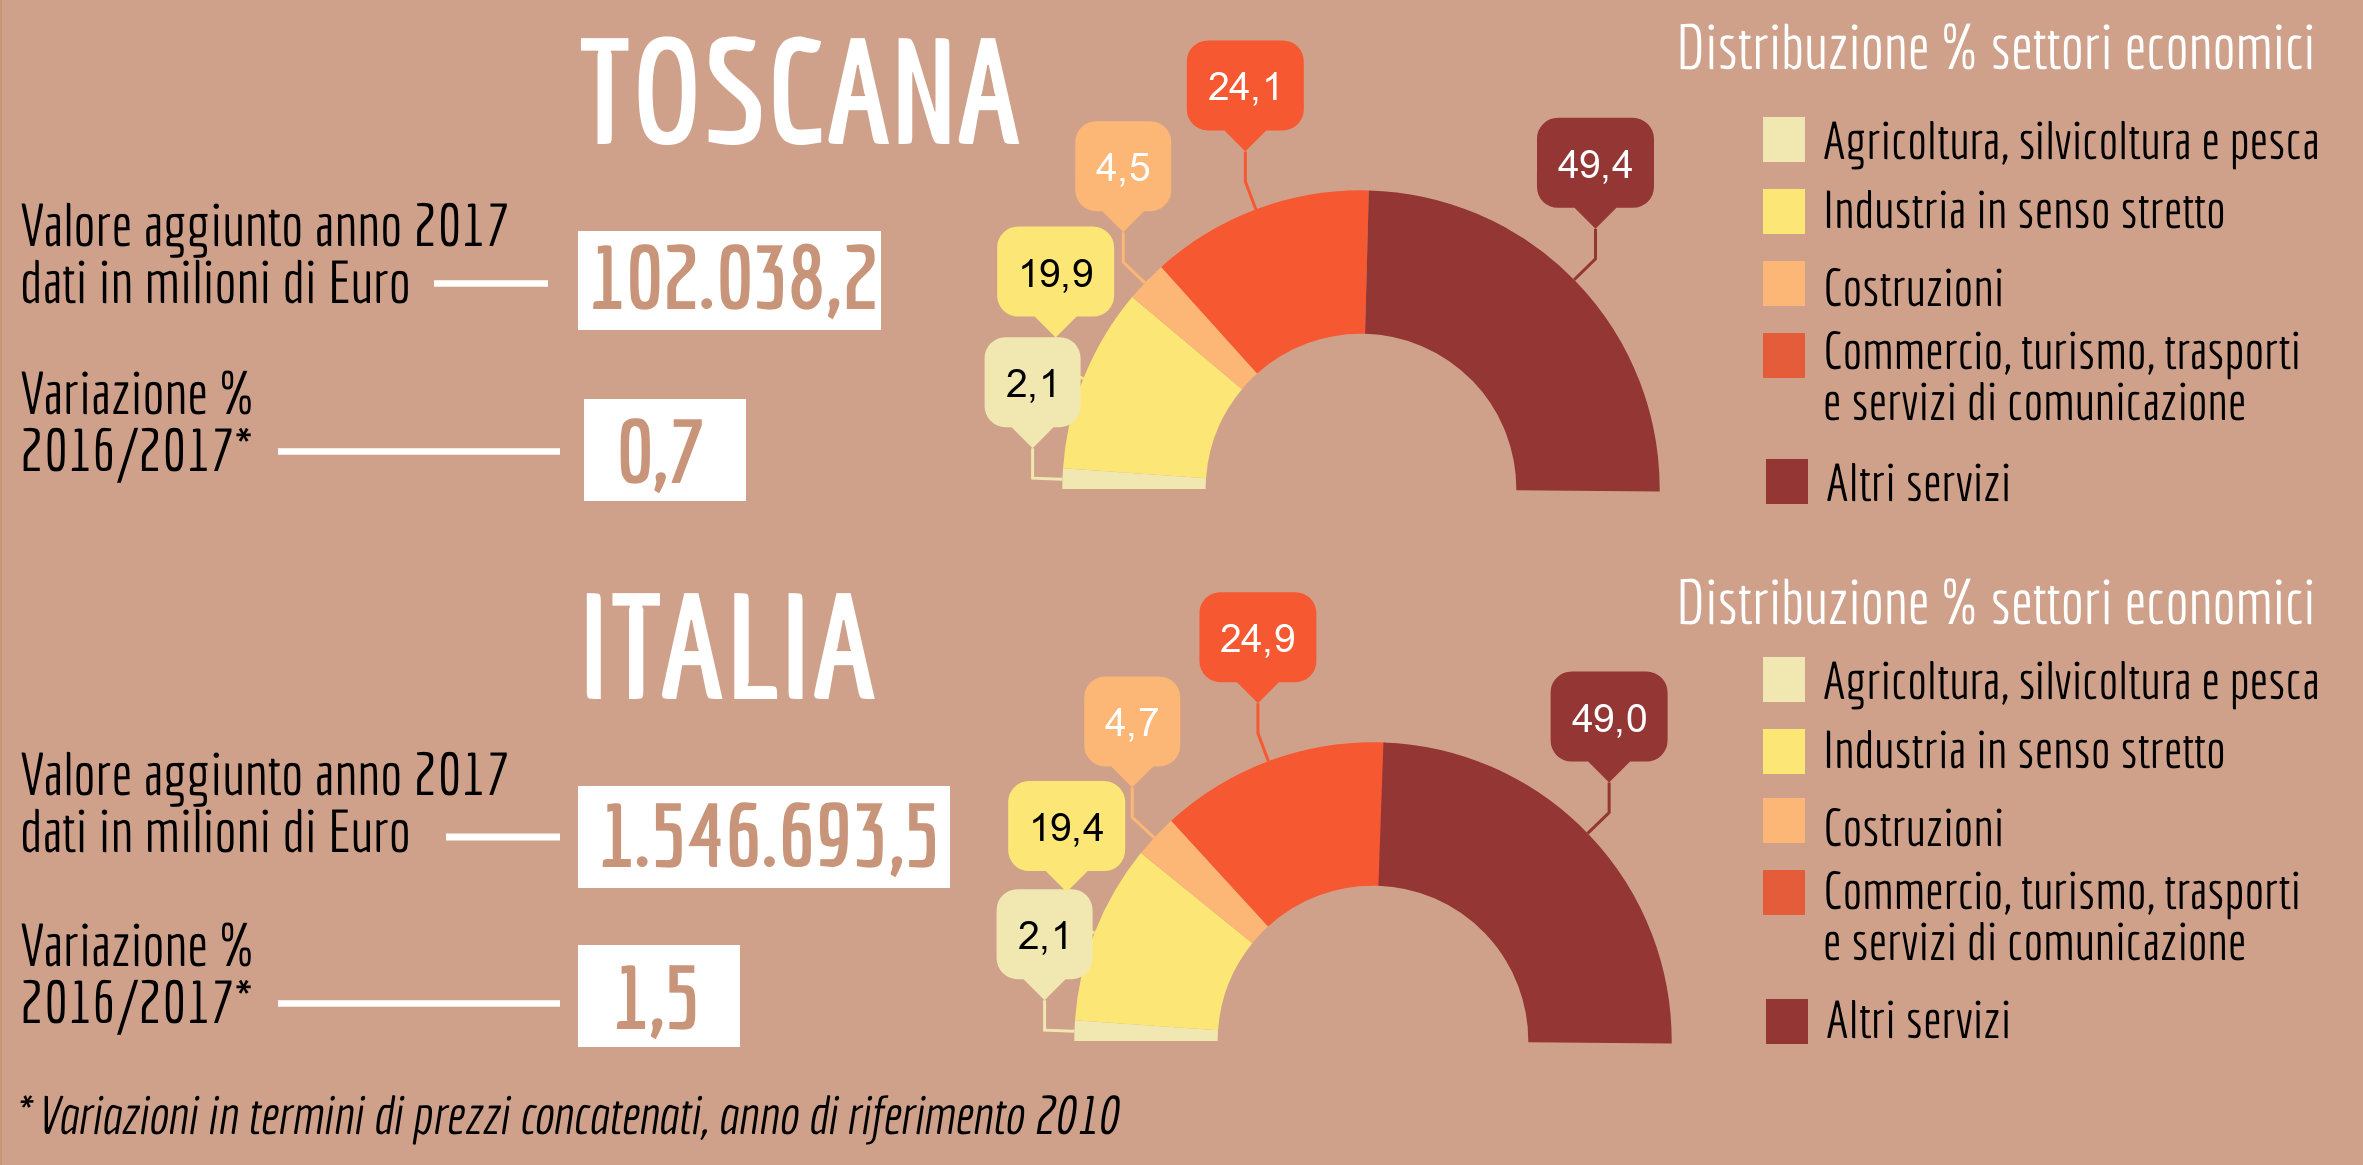 TOSCANA
Valore aggiunto anno 2017
dati in milioni di Euro
102.038,2
Variazione %
2016/2017*
0,7
2,1
19,9
4,5
24,1
49,4
Distribuzione % settori economici
Agricoltura, silvicoltura e pesca
Industria in senso stretto
Costruzioni
Commercio, turismo, trasporti
e servizi di comunicazione
Altri servizi
ITALIA
Valore aggiunto anno 2017
dati in milioni di Euro
1.546.693,5
Variazione %
2016/2017*
1,5
2,1
19,4
4,7
24,9
49,0
Distribuzione % settori economici
Agricoltura, silvicoltura e pesca
Industria in senso stretto
Costruzioni
Commercio, turismo, trasporti
e servizi di comunicazione
Altri servizi
* Variazioni in termini di prezzi concatenati, anno di riferimento 2010